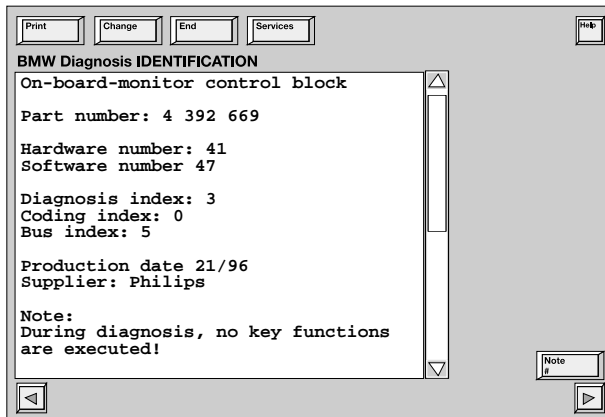 Print Change End Services Help
BMW Diagnosis IDENTIFICATION
On-board-monitor control block
Part number: 4 392 669
Hardware number: 41
Software number 47
Diagnosis index: 3
Coding index: 0
Bus index: 5
Production date 21/96
Supplier: Philips
Note:
During diagnosis, no key functions
are executed!
Note
#